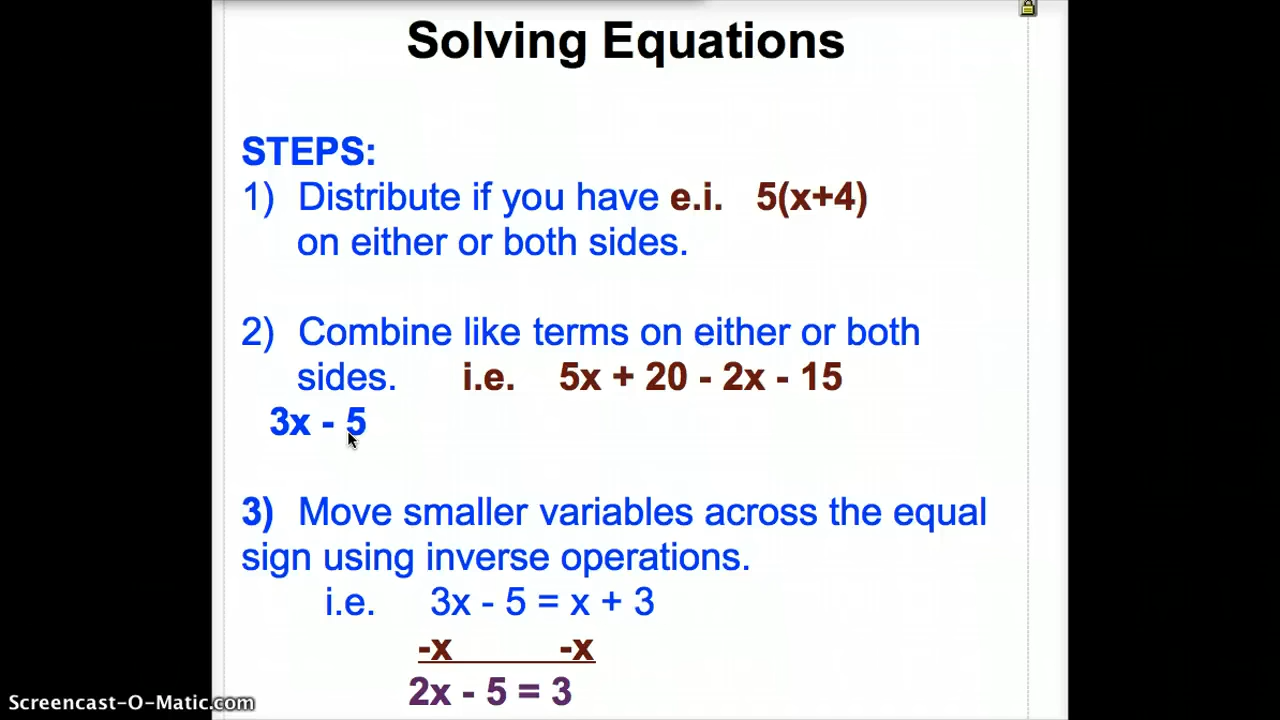 Solving Equations
STEPS:
1) Distribute if you have e.i. 5(x+4)
on either or both sides.
2) Combine like terms on either or both
sides. i.e. 5x + 20 - 2x - 15
3x - 5
3) Move smaller variables across the equal
sign using inverse operations.
i.e. 3x - 5 = x + 3
-x -x
2x - 5 = 3
Screencast-O-Matic.com